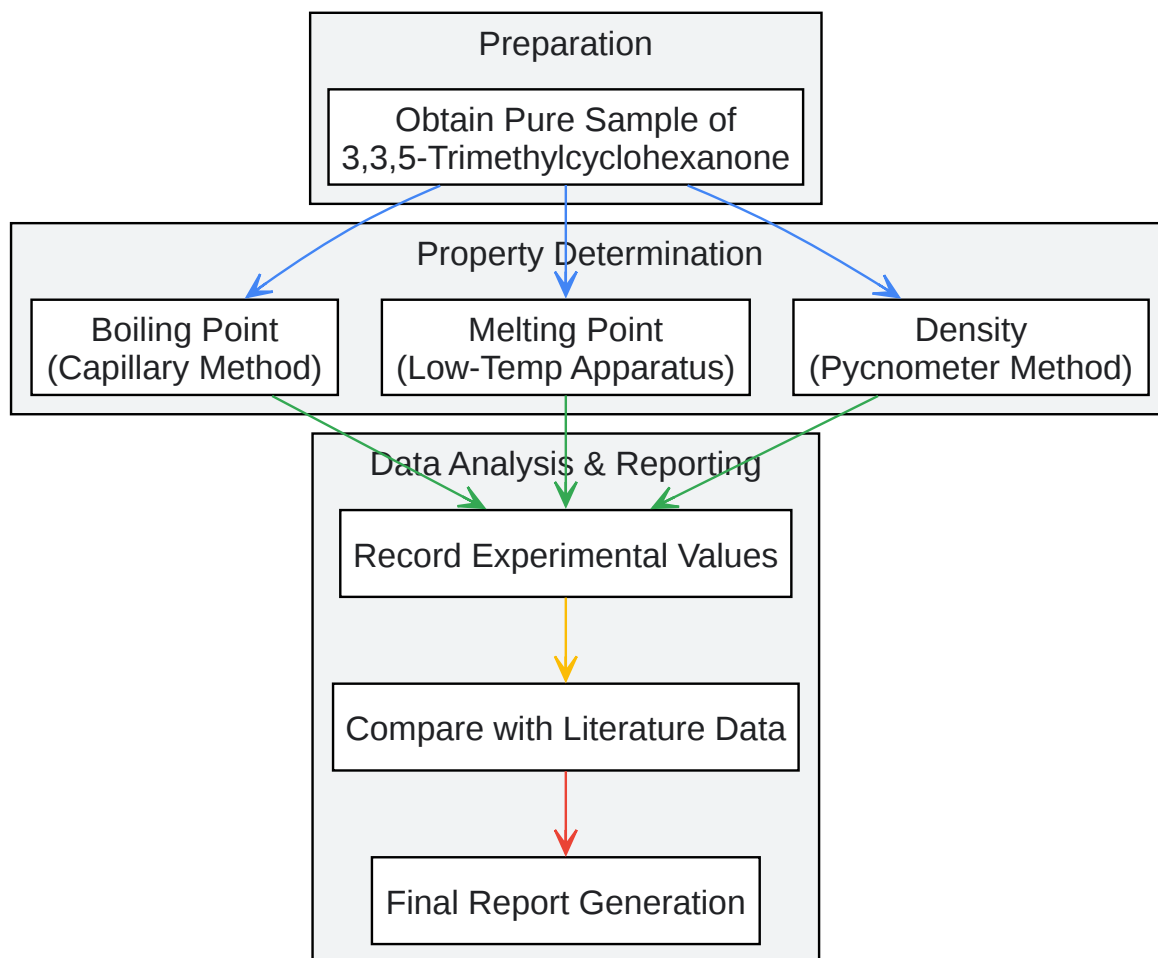 Preparation
Obtain Pure Sample of
3,3,5-Trimethylcyclohexanone
Property Determination
Boiling Point
(Capillary Method)
Melting Point
(Low-Temp Apparatus)
Density
(Pycnometer Method)
Data Analysis & Reporting
Record Experimental Values
Compare with Literature Data
Final Report Generation